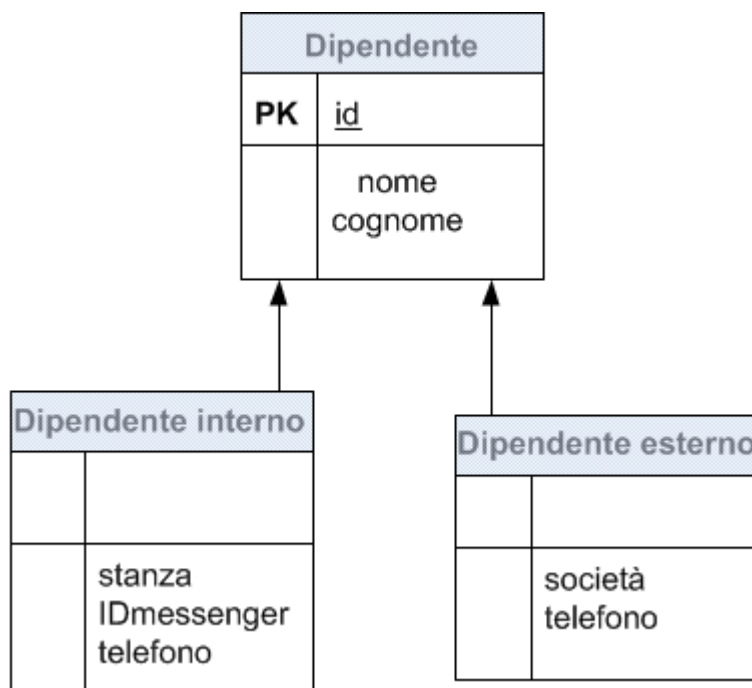 Dipendente
PK id
nome
cognome
Dipendente interno
stanza
IDmessenger
telefono
Dipendente esterno
società
telefono